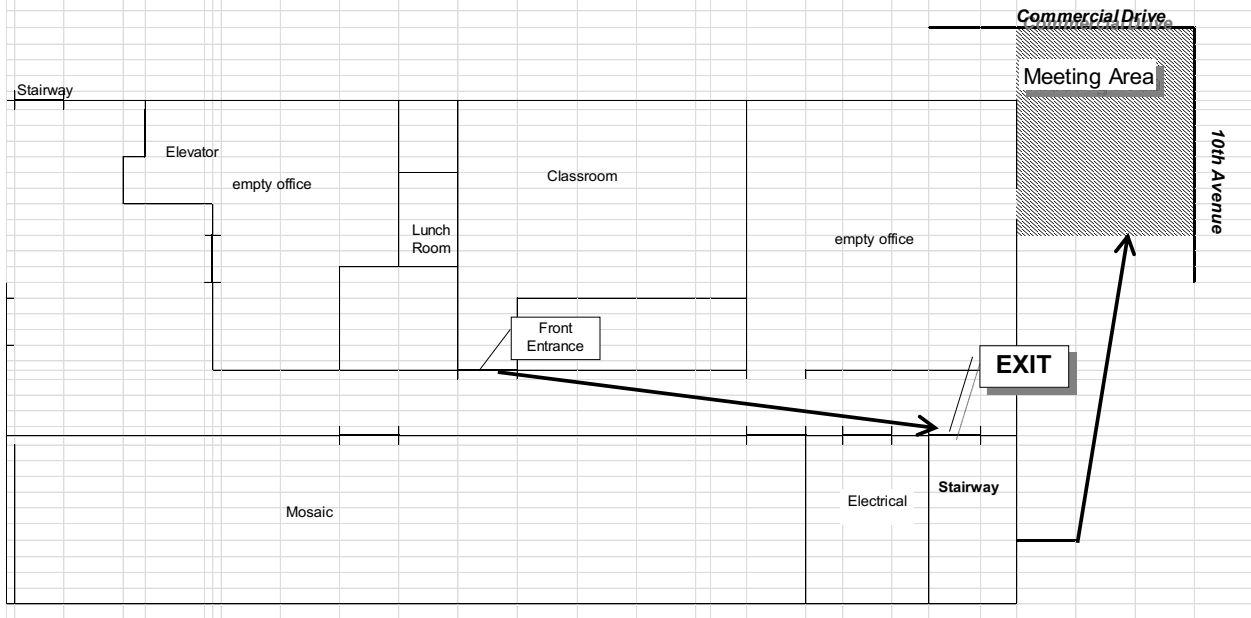 Commercial Drive
Meeting Area
Stairway
10th Avenue
Elevator
empty office
Classroom
Lunch
Room
empty office
Front
Entrance
EXIT
Stairway
Electrical
Mosaic